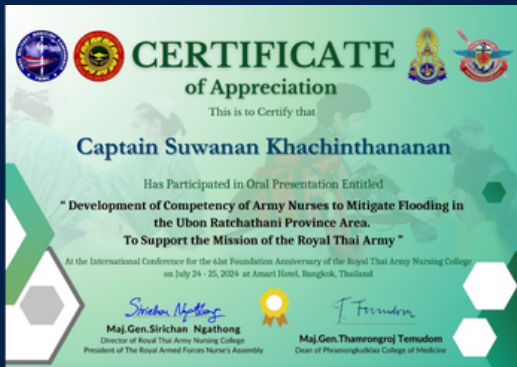 CERTIFICATE
of Appreciation
This is to Certify that
Captain Suwanan Khachinthananan
Has Participated in Oral Presentation Entitled
" Development of Competency of Army Nurses to Mitigate Flooding in
the Ubon Ratchathani Province Area.
To Support the Mission of the Royal Thai Army "
At the International Conference for the 61st Foundation Anniversary of the Royal Thai Army Nursing College
on July 24 - 25, 2024 at Amari Hotel, Bangkok, Thailand
Sirichan Ngathong
Maj.Gen.Sirichan Ngathong
Director of Royal Thai Army Nursing College
President of The Royal Armed Forces Nurse's Assembly
T. Temudom
Maj.Gen.Thamrongroj Temudom
Dean of Phramongkutklao College of Medicine